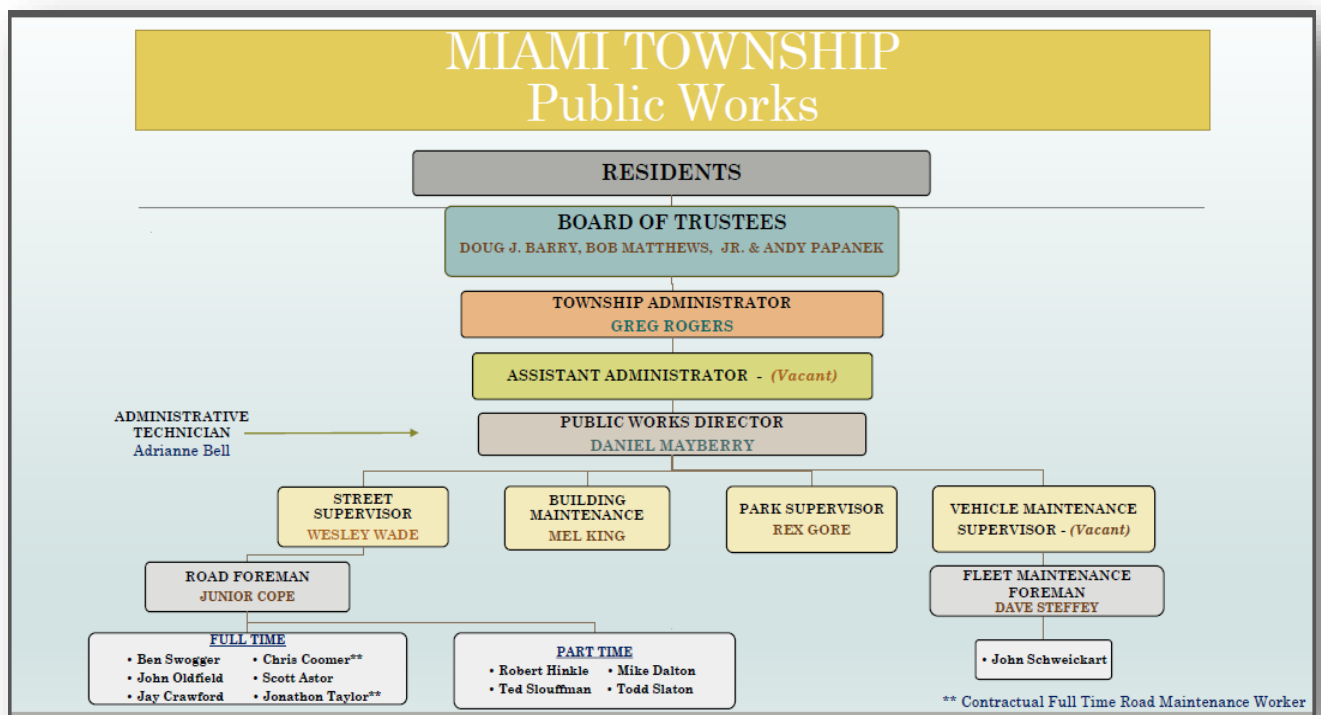 MIAMI TOWNSHIP
Public Works
RESIDENTS
BOARD OF TRUSTEES
DOUG J. BARRY, BOB MATTHEWS, JR. & ANDY PAPANEK
TOWNSHIP ADMINISTRATOR
GREG ROGERS
ASSISTANT ADMINISTRATOR - (Vacant)
ADMINISTRATIVE
TECHNICIAN
Adrianne Bell
PUBLIC WORKS DIRECTOR
DANIEL MAYBERRY
STREET
SUPERVISOR
WESLEY WADE
BUILDING
MAINTENANCE
MEL KING
PARK SUPERVISOR
REX GORE
VEHICLE MAINTENANCE
SUPERVISOR - (Vacant)
ROAD FOREMAN
JUNIOR COPE
FLEET MAINTENANCE
FOREMAN
DAVE STEFFEY
FULL TIME
• Ben Swogger
• John Oldfield
• Jay Crawford
• Chris Coomer**
• Scott Astor
• Jonathon Taylor**
PART TIME
• Robert Hinkle
• Ted Slouffman
• Mike Dalton
• Todd Slaton
• John Schweickart
** Contractual Full Time Road Maintenance Worker